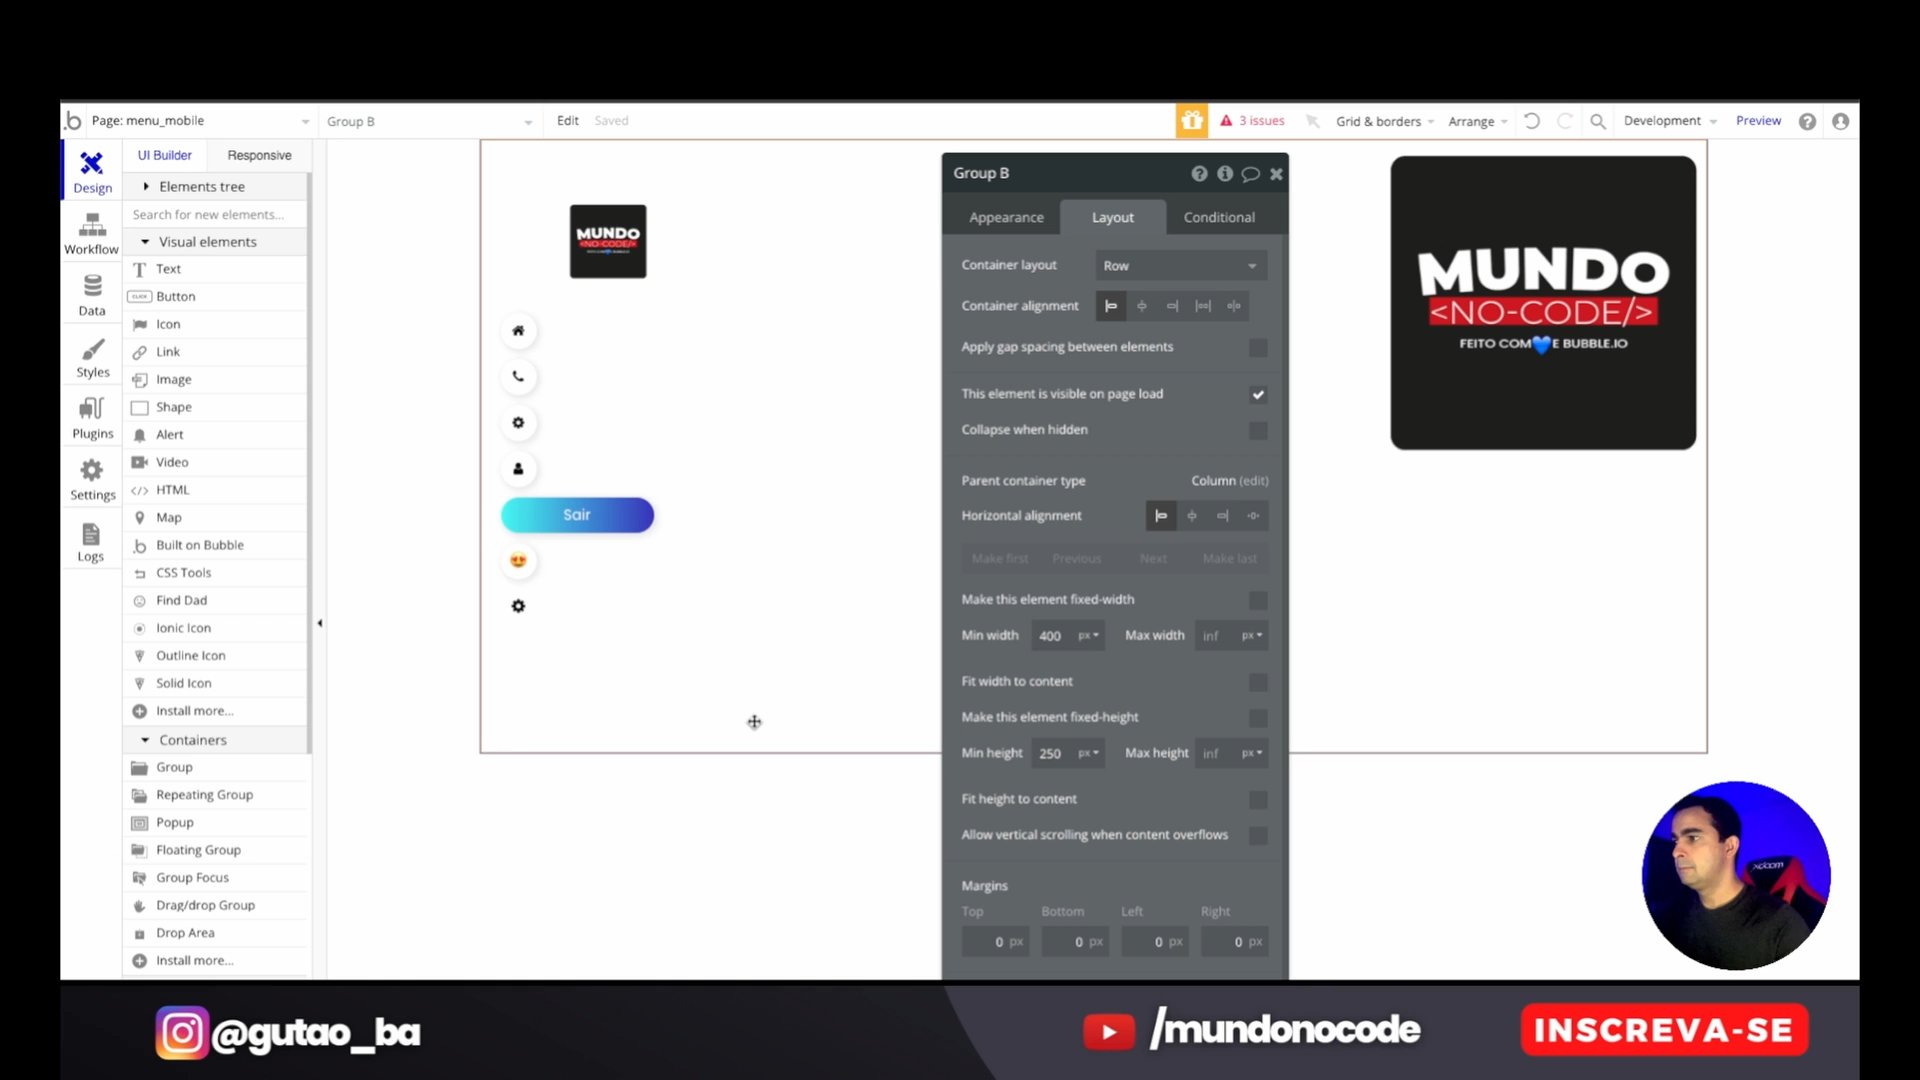 .b Page: menu_mobile
Group B
Edit Saved
3 issues
Grid & borders
Arrange
Development
Preview
Design
Workflow
Data
Styles
Plugins
Settings
Logs
UI Builder Responsive
Elements tree
Search for new elements...
Visual elements
Text
CLICK Button
Icon
Link
Image
Shape
Alert
Video
</> HTML
Map
Built on Bubble
CSS Tools
Find Dad
Ionic Icon
Outline Icon
Solid Icon
Install more...
Containers
Group
Repeating Group
Popup
Floating Group
Group Focus
Drag/drop Group
Drop Area
Install more...
MUNDO
<NO-CODE/>
Sair
Group B
Appearance Layout Conditional
Container layout Row
Container alignment
Apply gap spacing between elements
This element is visible on page load
Collapse when hidden
Parent container type Column (edit)
Horizontal alignment
Make first Previous Next Make last
Make this element fixed-width
Min width 400 px Max width inf px
Fit width to content
Make this element fixed-height
Min height 250 px Max height inf px
Fit height to content
Allow vertical scrolling when content overflows
Margins
Top Bottom Left Right
0 px 0 px 0 px 0 px
MUNDO
<NO-CODE/>
FEITO COM💙E BUBBLE.IO
xdoom
@gutao_ba
/mundonocode
INSCREVA-SE